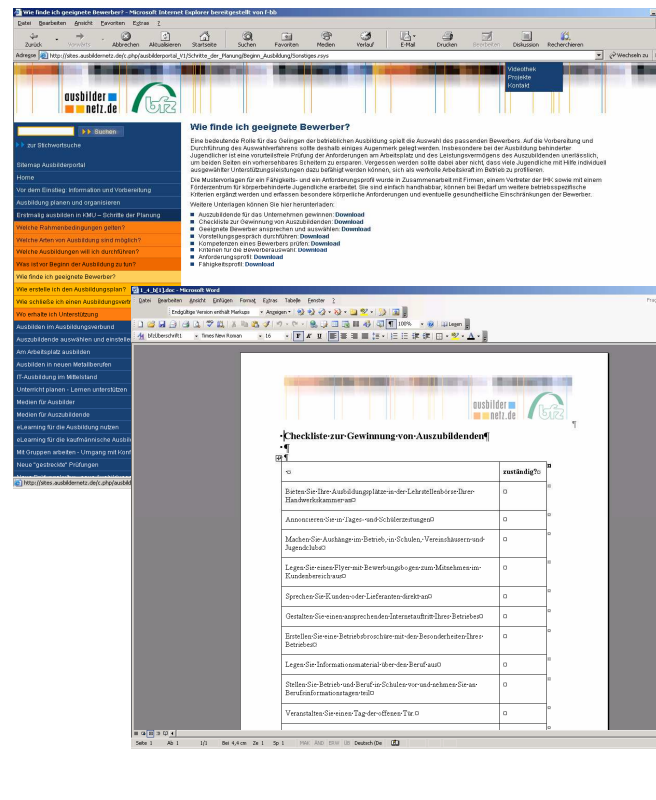 Wie finde ich geeignete Bewerber? - Microsoft Internet Explorer bereitgestellt von f-bb
Datei Bearbeiten Ansicht Favoriten Extras ?
Zurück Vorwärts Abbrechen Aktualisieren Startseite Suchen Favoriten Medien Verlauf E-Mail Drucken Bearbeiten Diskussion Recherchieren
Adresse http://sites.ausbildernetz.de/c.php/ausbilderportal_V1/Schritte_der_Planung/Beginn_Ausbildung/Sonstiges.rsys Wechseln zu
Videothek
Projekte
Kontakt
ausbilder
netz.de
bfz
Suchen
zur Stichwortsuche
Sitemap Ausbilderportal
Home
Vor dem Einstieg: Information und Vorbereitung
Ausbildung planen und organisieren
Erstmalig ausbilden in KMU – Schritte der Planung
Welche Rahmenbedingungen gelten?
Welche Arten von Ausbildung sind möglich?
Welche Ausbildungen will ich durchführen?
Was ist vor Beginn der Ausbildung zu tun?
Wie finde ich geeignete Bewerber?
Wie erstelle ich den Ausbildungsplan?
Wie schließe ich einen Ausbildungsvertr
Wo erhalte ich Unterstützung
Ausbilden im Ausbildungsverbund
Auszubildende auswählen und einstelle
Am Arbeitsplatz ausbilden
Ausbilden in neuen Metallberufen
IT-Ausbildung im Mittelstand
Unterricht planen - Lernen unterstützen
Medien für Ausbilder
Medien für Auszubildende
eLearning für die Ausbildung nutzen
eLearning für die kaufmännische Ausbil
Mit Gruppen arbeiten - Umgang mit Konf
Neue "gestreckte" Prüfungen
http://sites.ausbildernetz.de/c.php/ausbild
Wie finde ich geeignete Bewerber?
Eine bedeutende Rolle für das Gelingen der betrieblichen Ausbildung spielt die Auswahl des passenden Bewerbers. Auf die Vorbereitung und
Durchführung des Auswahlverfahrens sollte deshalb einiges Augenmerk gelegt werden. Insbesondere bei der Ausbildung behinderter
Jugendlicher ist eine vorurteilsfreie Prüfung der Anforderungen am Arbeitsplatz und des Leistungsvermögens des Auszubildenden unerlässlich,
um beiden Seiten ein vorhersehbares Scheitern zu ersparen. Vergessen werden sollte dabei aber nicht, dass viele Jugendliche mit Hilfe individuell
ausgewählter Unterstützungsleistungen dazu befähigt werden können, sich als wertvolle Arbeitskraft im Betrieb zu profilieren.
Die Mustervorlagen für ein Fähigkeits- und ein Anforderungsprofil wurde in Zusammenarbeit mit Firmen, einem Vertreter der IHK sowie mit einem
Förderzentrum für körperbehinderte Jugendliche erarbeitet. Sie sind einfach handhabbar, können bei Bedarf um weitere betriebsspezifische
Kriterien ergänzt werden und erfassen besondere körperliche Anforderungen und eventuelle gesundheitliche Einschränkungen der Bewerber.
Weitere Unterlagen können Sie hier herunterladen:
Auszubildende für das Unternehmen gewinnen: Download
Checkliste zur Gewinnung von Auszubildenden: Download
Geeignete Bewerber ansprechen und auswählen: Download
Vorstellungsgespräch durchführen: Download
Kompetenzen eines Bewerbers prüfen: Download
Kriterien für die Bewerberauswahl: Download
Anforderungsprofil: Download
Fähigkeitsprofil: Download
1_4_b[1].doc - Microsoft Word
Datei Bearbeiten Ansicht Einfügen Format Extras Tabelle Fenster ? Frag
Endgültige Version enthält Markups Anzeigen
100% Lesen
bfzÜberschrift1 Times New Roman 16 F K U
ausbilder
netz.de
bfz
¶
Checkliste·zur·Gewinnung·von·Auszubildenden¶
¶
¶
zuständig?¤
Bieten·Sie·Ihre·Ausbildungsplätze·in·der·Lehrstellenbörse·Ihrer·
Handwerkskammer·an¤
Annoncieren·Sie·in·Tages-·und·Schülerzeitungen¤
Machen·Sie·Aushänge·im·Betrieb,·in·Schulen,·Vereinshäusern·und·
Jugendclubs¤
Legen·Sie·einen·Flyer·mit·Bewerbungsbogen·zum·Mitnehmen·im·
Kundenbereich·aus¤
Sprechen·Sie·Kunden·oder·Lieferanten·direkt·an¤
Gestalten·Sie·einen·ansprechenden·Internetauftritt·Ihres·Betriebes¤
Erstellen·Sie·eine·Betriebsbroschüre·mit·den·Besonderheiten·Ihres·
Betriebes¤
Legen·Sie·Informationsmaterial·über·den·Beruf·aus¤
Stellen·Sie·Betrieb·und·Beruf·in·Schulen·vor·und·nehmen·Sie·an·
Berufsinformationstagen·teil¤
Veranstalten·Sie·einen·Tag·der·offenen·Tür.¤
Seite 1 Ab 1 1/1 Bei 4,4 cm Ze 1 Sp 1 MAK ÄND ERW ÜB Deutsch (De